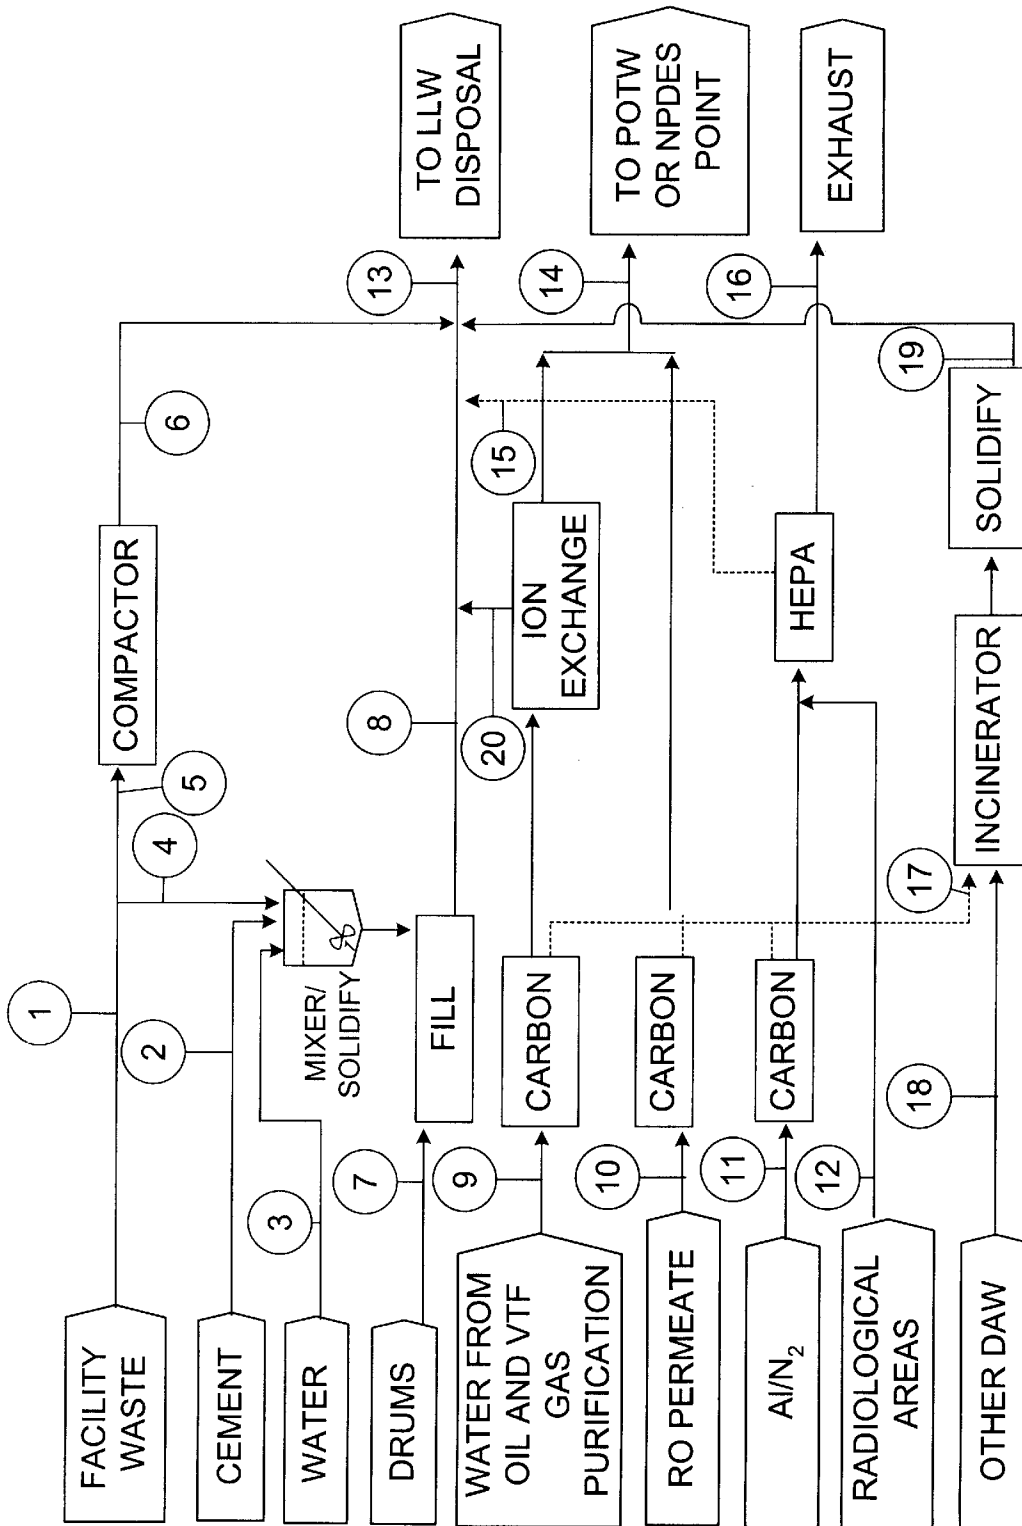 FACILITY
WASTE
CEMENT
WATER
DRUMS
WATER FROM
OIL AND VTF
GAS
PURIFICATION
RO PERMEATE
AI/N2
RADIOLOGICAL
AREAS
OTHER DAW
1
2
3
4
5
6
7
8
9
10
11
12
13
14
15
16
17
18
19
20
MIXER/
SOLIDIFY
FILL
CARBON
CARBON
CARBON
COMPACTOR
ION
EXCHANGE
HEPA
INCINERATOR
SOLIDIFY
TO LLW
DISPOSAL
TO POTW
OR NPDES
POINT
EXHAUST